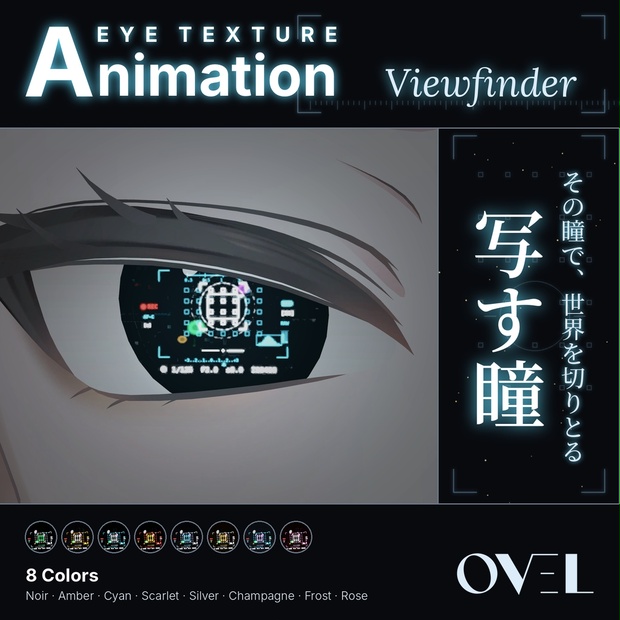 EYE TEXTURE
Animation
Viewfinder
その瞳で、世界を切りとる
写す瞳
REC
8 Colors
Noir · Amber · Cyan · Scarlet · Silver · Champagne · Frost · Rose
OVEL